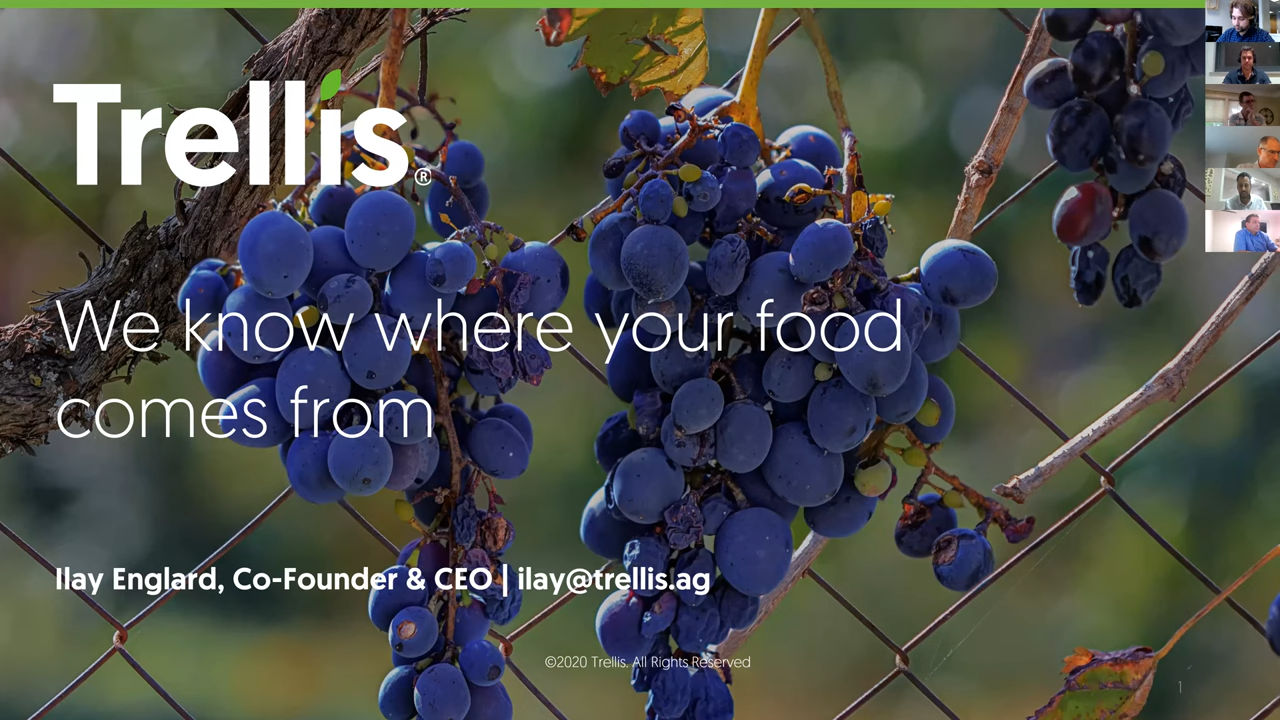 Trellis®
We know where your food
comes from
Ilay Englard, Co-Founder & CEO | ilay@trellis.ag
©2020 Trellis. All Rights Reserved
1